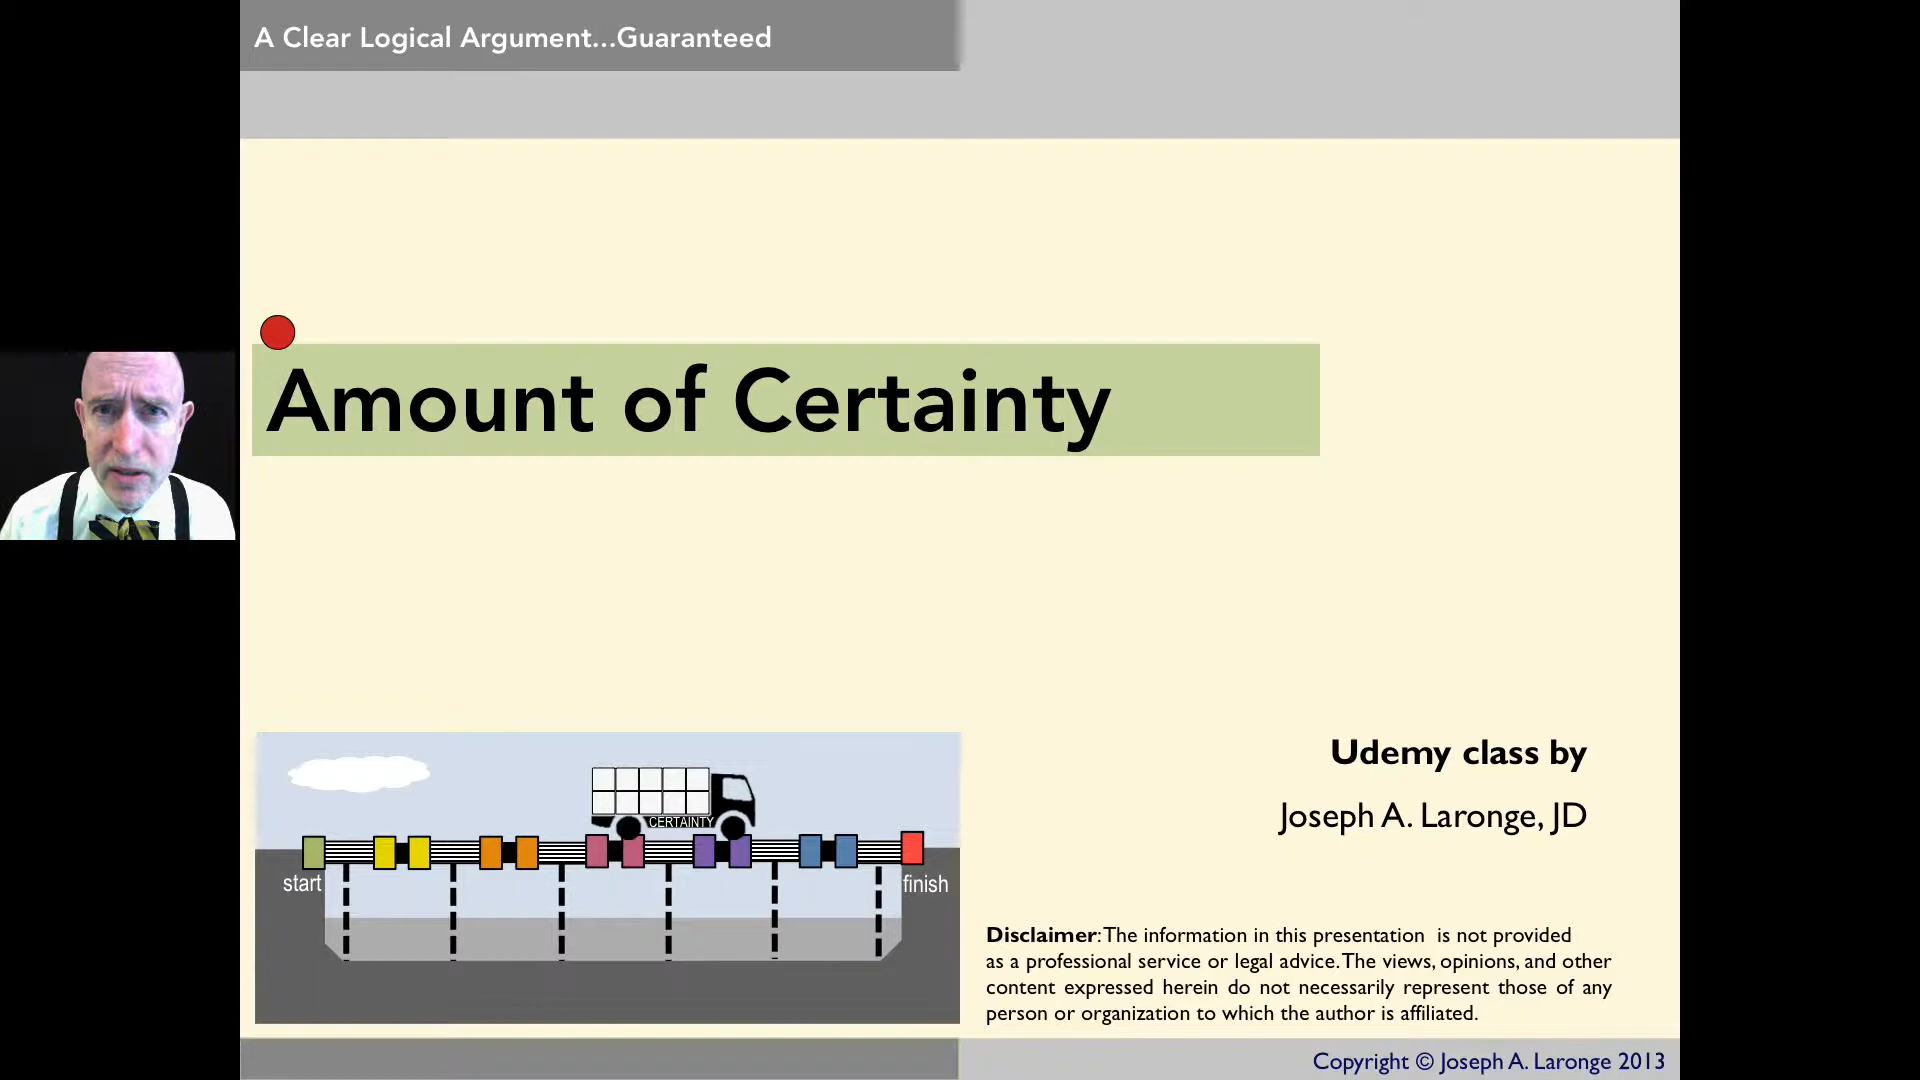 A Clear Logical Argument...Guaranteed
Amount of Certainty
CERTAINTY
start
finish
Udemy class by
Joseph A. Laronge, JD
Disclaimer: The information in this presentation is not provided
as a professional service or legal advice. The views, opinions, and other
content expressed herein do not necessarily represent those of any
person or organization to which the author is affiliated.
Copyright © Joseph A. Laronge 2013